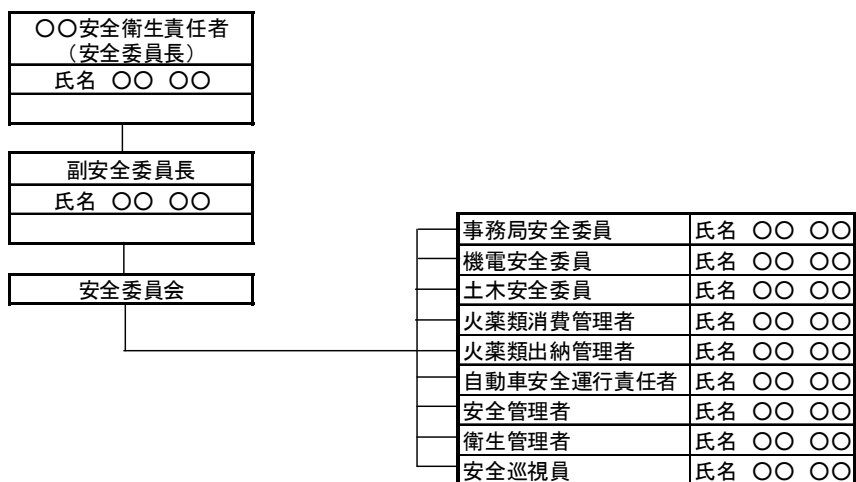 〇〇安全衛生責任者
（安全委員長）
氏名 〇〇 〇〇
副安全委員長
氏名 〇〇 〇〇
安全委員会
事務局安全委員 氏名 〇〇 〇〇
機電安全委員 氏名 〇〇 〇〇
土木安全委員 氏名 〇〇 〇〇
火薬類消費管理者 氏名 〇〇 〇〇
火薬類出納管理者 氏名 〇〇 〇〇
自動車安全運行責任者 氏名 〇〇 〇〇
安全管理者 氏名 〇〇 〇〇
衛生管理者 氏名 〇〇 〇〇
安全巡視員 氏名 〇〇 〇〇